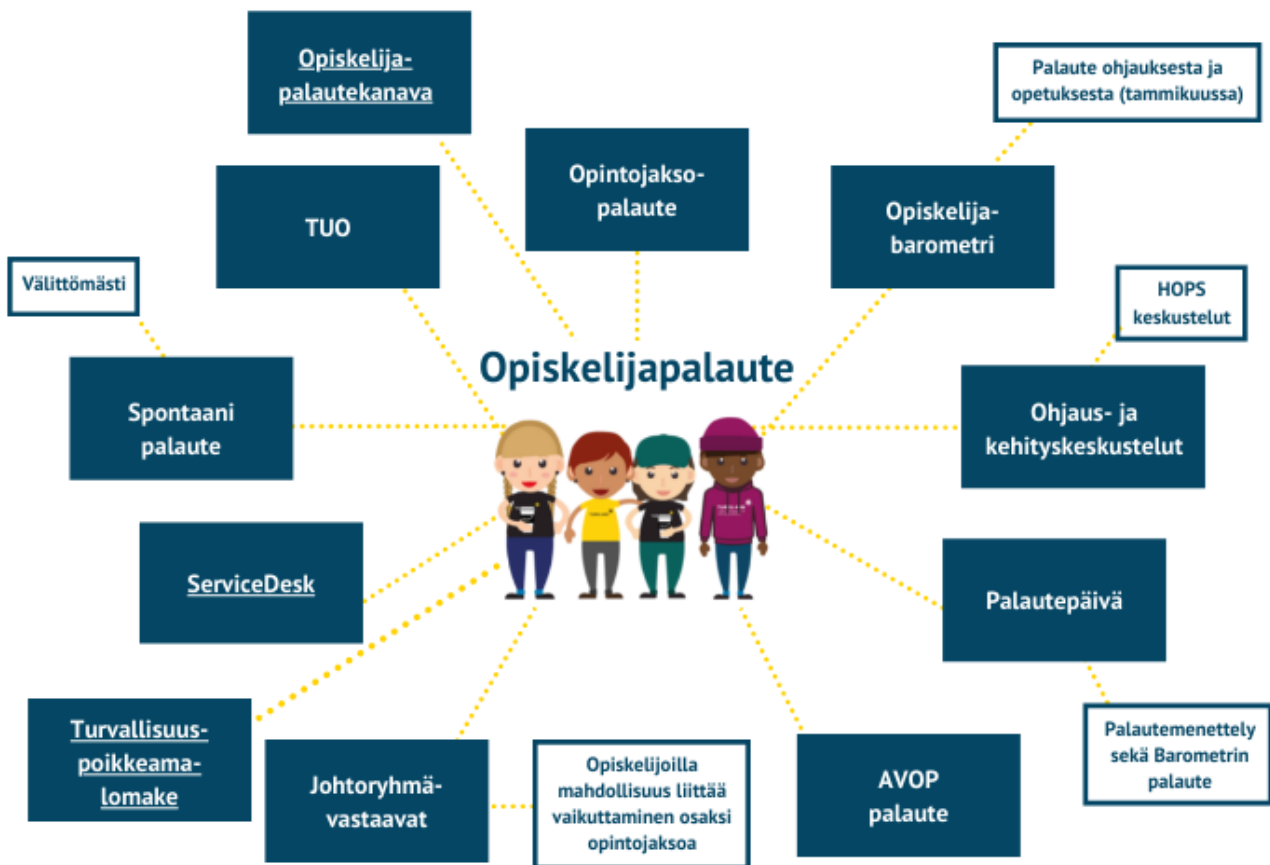 Opiskelija-
palautekanava
Palaute ohjauksesta ja
opetuksesta (tammikuussa)
Opintojakso-
palaute
TUO
Opiskelija-
barometri
Välittömästi
HOPS
keskustelut
Opiskelijapalaute
Spontaani
palaute
Ohjaus- ja
kehityskeskustelut
ServiceDesk
Palautepäivä
Turvallisuus-
poikkeama-
lomake
Johtoryhmä-
vastaavat
Opiskelijoilla
mahdollisuus liittää
vaikuttaminen osaksi
opintojaksoa
AVOP
palaute
Palautemenettely
sekä Barometrin
palaute